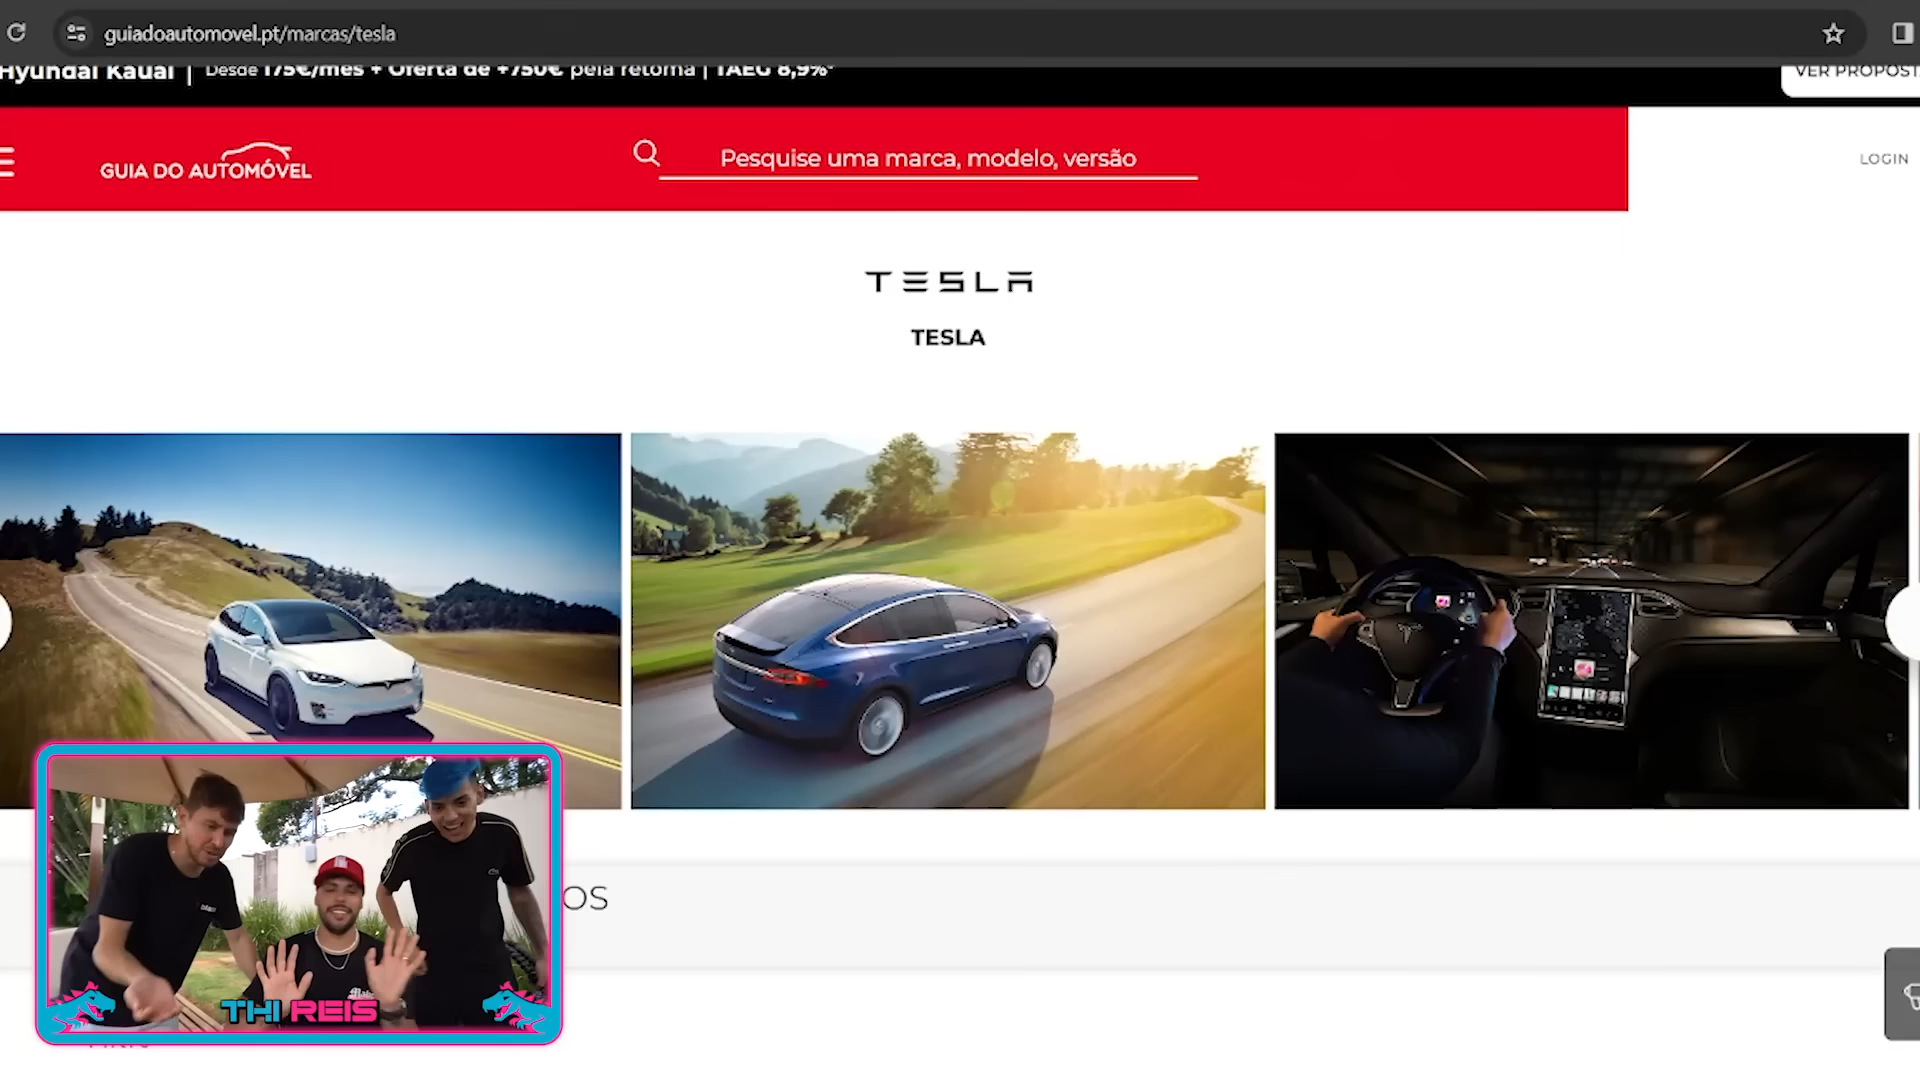 guiadoautomovel.pt/marcas/tesla
Hyundai Kauai | Desde 175€/mês + Oferta de +750€ pela retoma | TAEG 8,9%*
VER PROPOST
GUIA DO AUTOMÓVEL
Pesquise uma marca, modelo, versão
LOGIN
TESLA
TESLA
OS
THI REIS